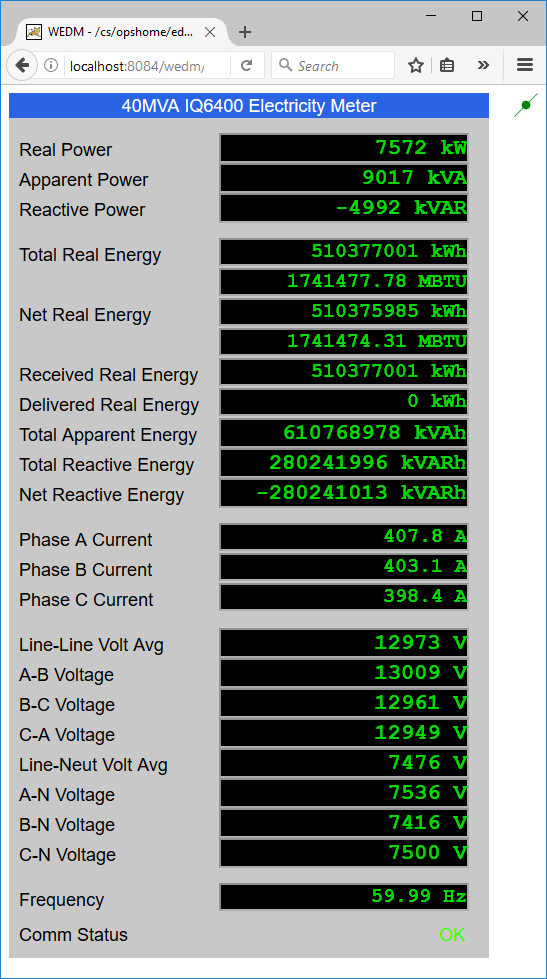 WEDM - /cs/opshome/ed...
localhost:8084/wedm/
Search
40MVA IQ6400 Electricity Meter
Real Power 7572 kW
Apparent Power 9017 kVA
Reactive Power -4992 kVAR
Total Real Energy 510377001 kWh
1741477.78 MBTU
Net Real Energy 510375985 kWh
1741474.31 MBTU
Received Real Energy 510377001 kWh
Delivered Real Energy 0 kWh
Total Apparent Energy 610768978 kVAh
Total Reactive Energy 280241996 kVARh
Net Reactive Energy -280241013 kVARh
Phase A Current 407.8 A
Phase B Current 403.1 A
Phase C Current 398.4 A
Line-Line Volt Avg 12973 V
A-B Voltage 13009 V
B-C Voltage 12961 V
C-A Voltage 12949 V
Line-Neut Volt Avg 7476 V
A-N Voltage 7536 V
B-N Voltage 7416 V
C-N Voltage 7500 V
Frequency 59.99 Hz
Comm Status OK